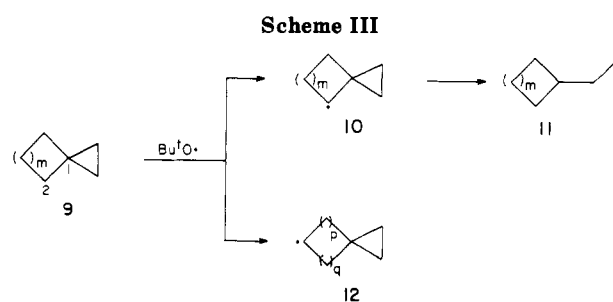 Scheme III
( )m
1
2
9
Bu^tO•
( )m
•
10
( )m
11
•
( )p
( )q
12